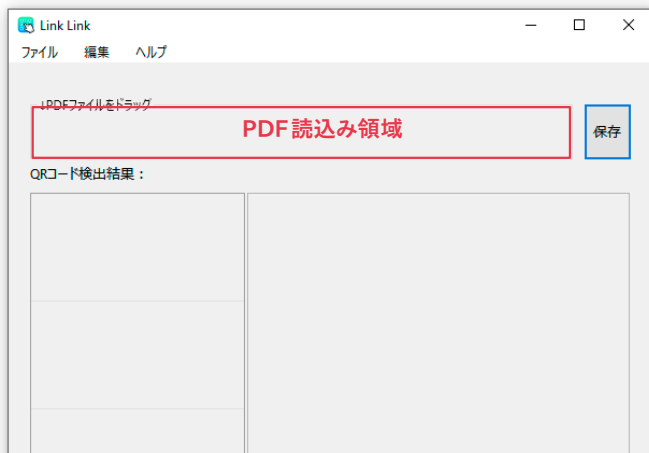 Link Link
ファイル 編集 ヘルプ
↓PDFファイルをドラッグ
PDF読込み領域
保存
QRコード検出結果：